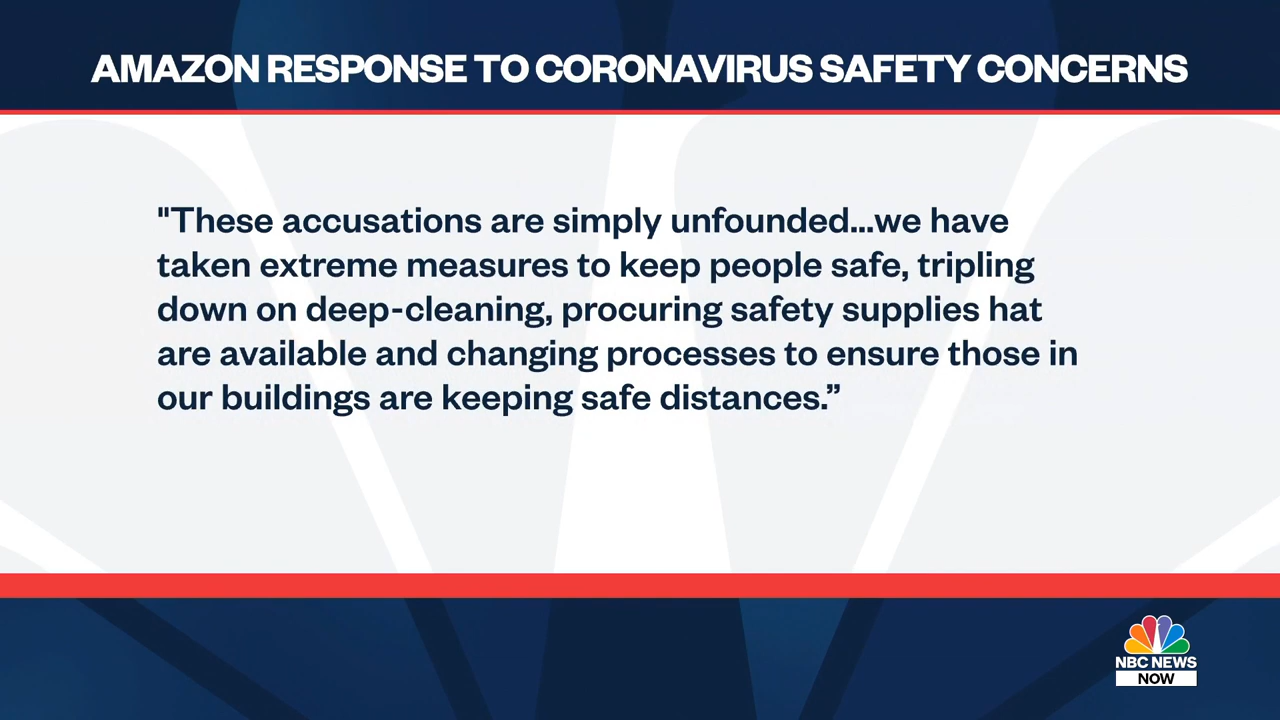 AMAZON RESPONSE TO CORONAVIRUS SAFETY CONCERNS
"These accusations are simply unfounded...we have
taken extreme measures to keep people safe, tripling
down on deep-cleaning, procuring safety supplies hat
are available and changing processes to ensure those in
our buildings are keeping safe distances.”
NBC NEWS
NOW